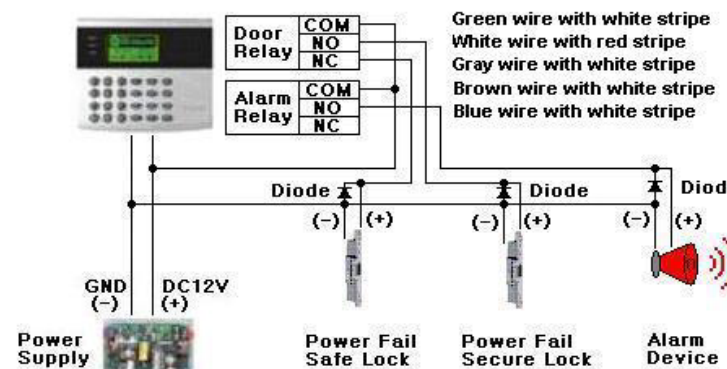 Door Relay
COM
NO
NC
Alarm Relay
COM
NO
NC
Green wire with white stripe
White wire with red stripe
Gray wire with white stripe
Brown wire with white stripe
Blue wire with white stripe
Diode
Diode
Diod
(-)
(+)
(-)
(+)
(-)
(+)
GND
(-)
DC12V
(+)
Power
Supply
Power Fail
Safe Lock
Power Fail
Secure Lock
Alarm
Device